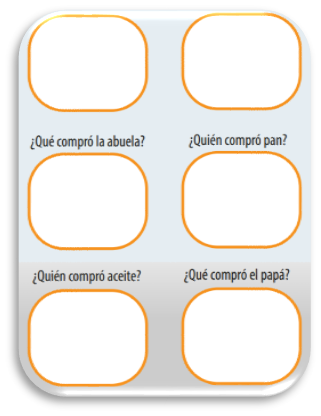 ¿Qué compró la abuela?
¿Quién compró pan?
¿Quién compró aceite?
¿Qué compró el papá?